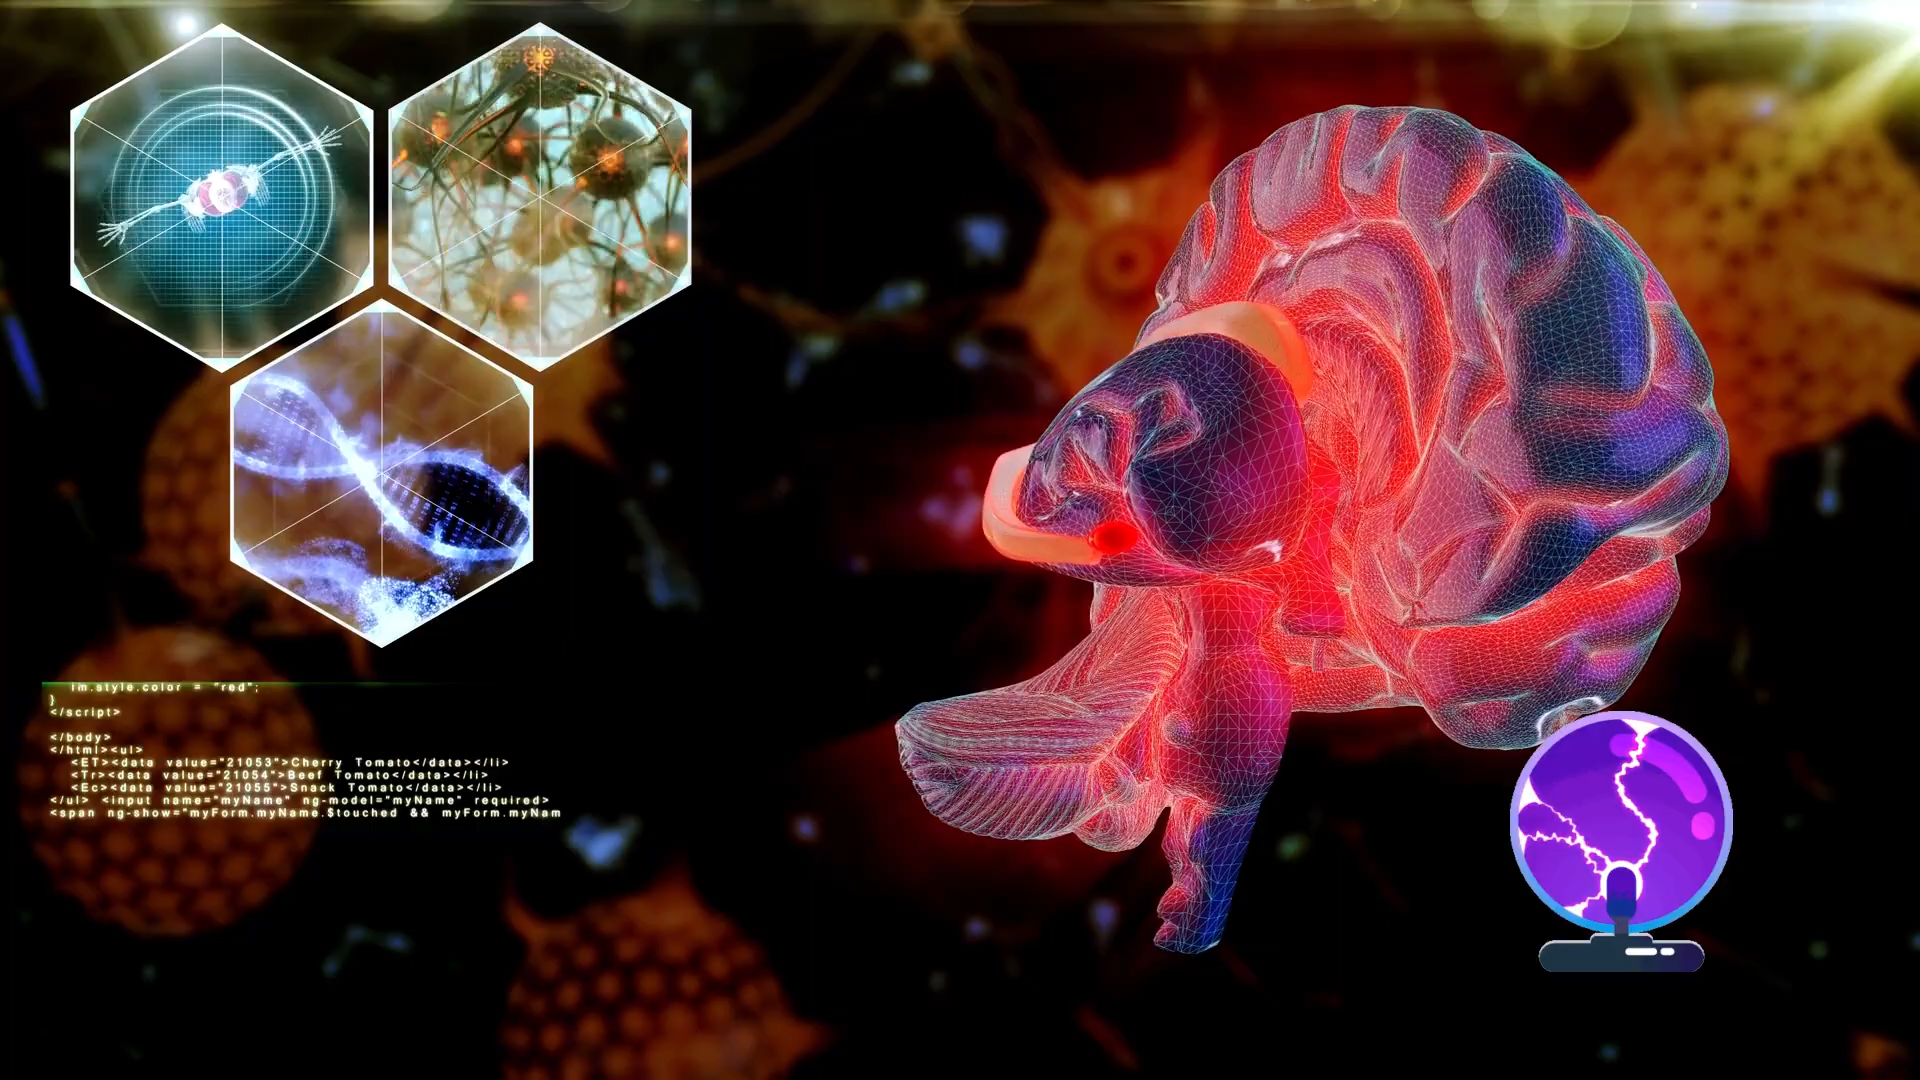 im.style.color = "red";
}
</script>
</body>
</html><ul>
<ET><data value="21053">Cherry Tomato</data></li>
<Tr><data value="21054">Beef Tomato</data></li>
<Ec><data value="21055">Snack Tomato</data></li>
</ul> <input name="myName" ng-model="myName" required>
<span ng-show="myForm.myName.$touched && myForm.myNam